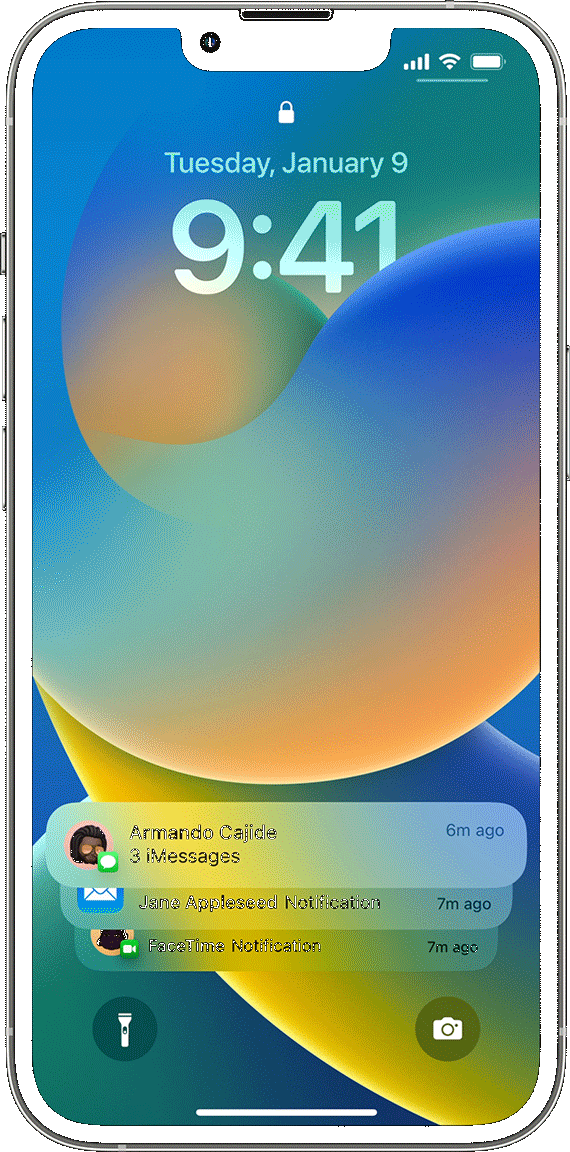 Tuesday, January 9
9:41
Armando Cajide
6m ago
3 iMessages
Jane Appleseed Notification
7m ago
FaceTime Notification
7m ago